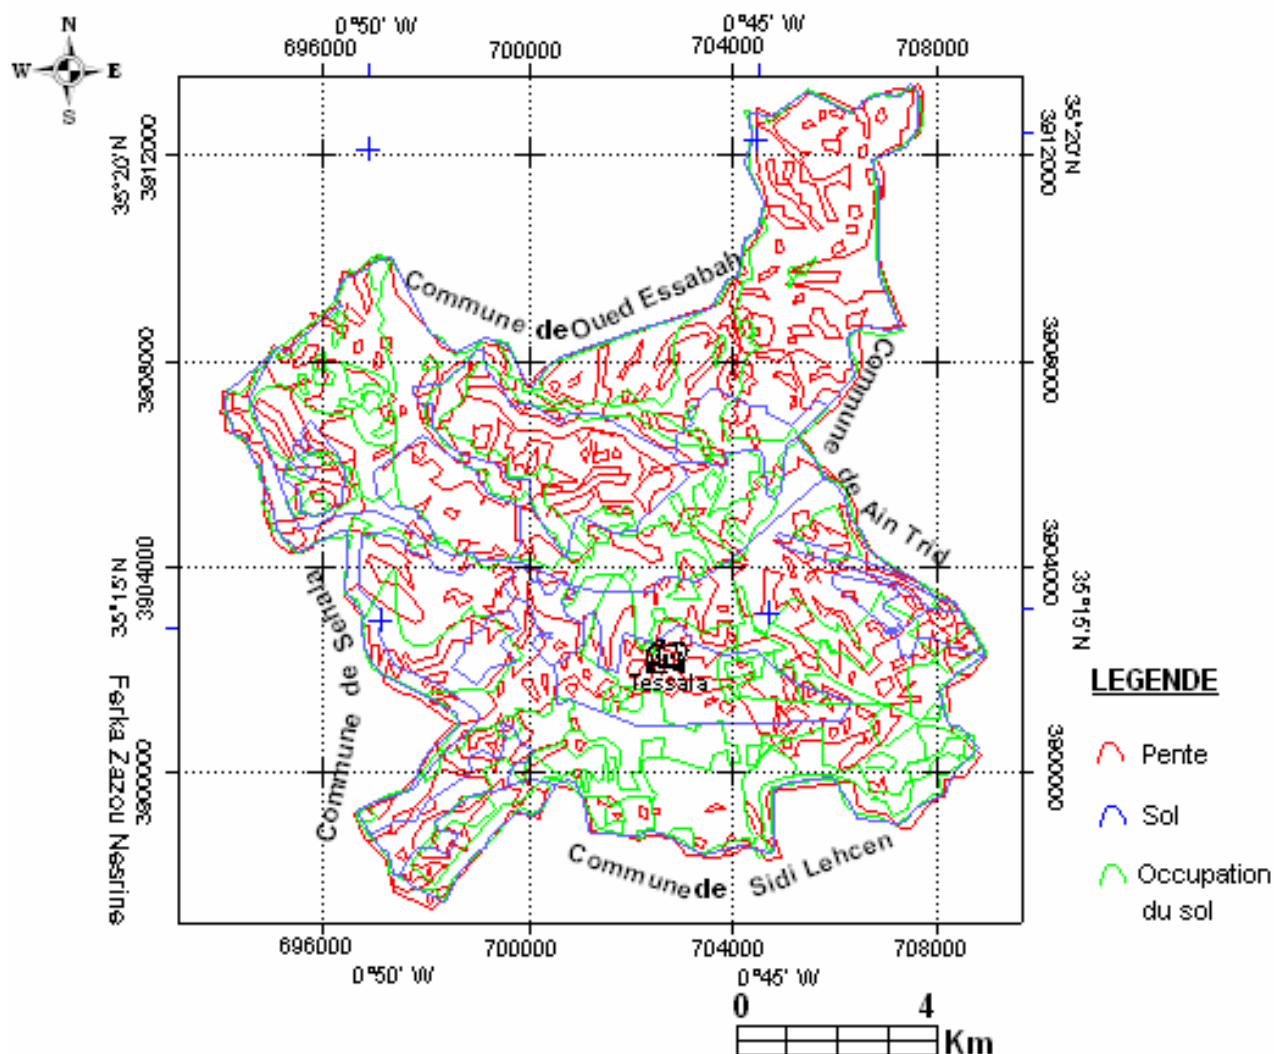 N
W E
S
0°50' W
0°45' W
696000
700000
704000
708000
35°20'N
3912000
3908000
35°15'N
3904000
3900000
35°20'N
3912000
3908000
3904000
35°15'N
3900000
Commune de Oued Essabah
Commune de Ain Trid
Commune de Sehala
Commune de Sidi Lehcen
Tessala
Ferka Zazou Nesrine
LEGENDE
Pente
Sol
Occupation
du sol
696000
700000
704000
708000
0°50' W
0°45' W
0 4
Km